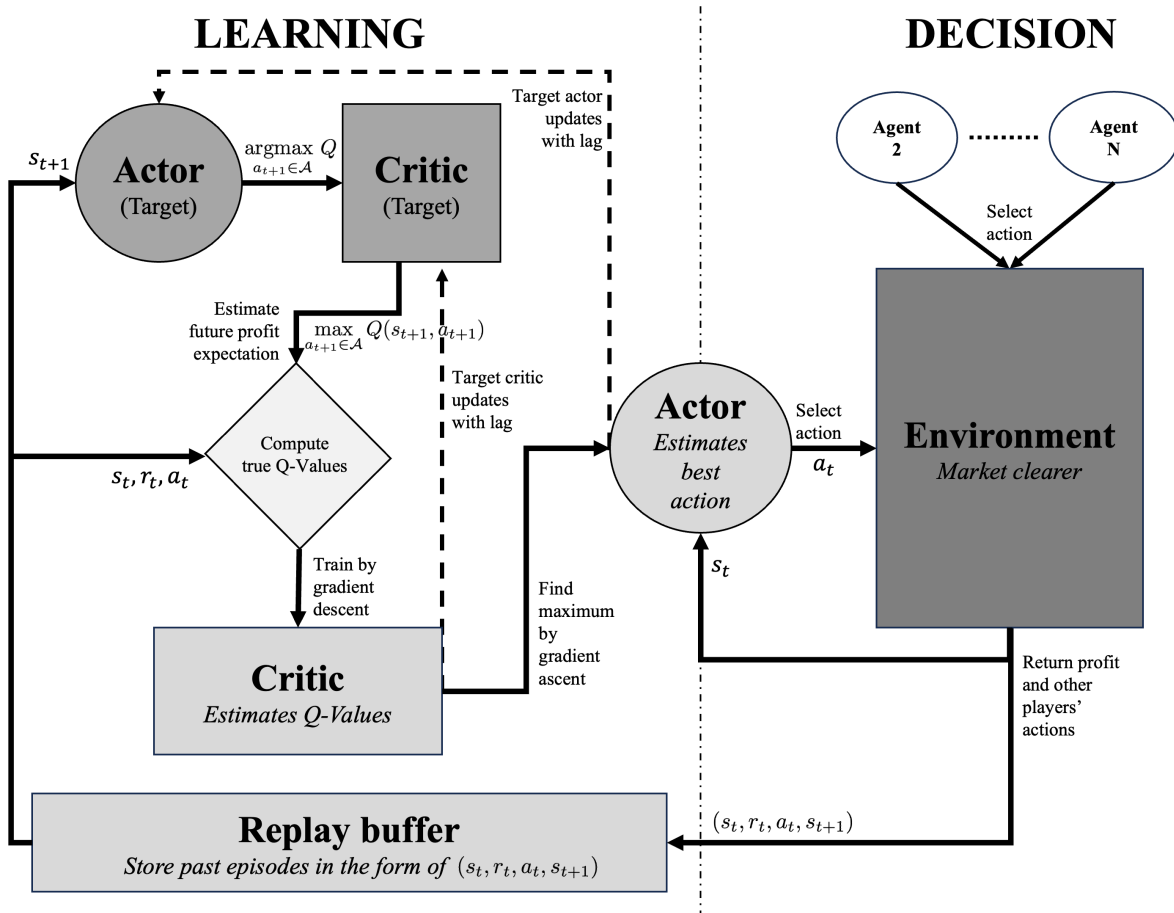 LEARNING
DECISION
Target actor
updates
with lag
Agent
2
Agent
N
s_{t+1}
Actor
(Target)
argmax Q
a_{t+1}∈𝒜
Critic
(Target)
Select
action
Estimate
future profit
expectation
max Q(s_{t+1}, a_{t+1})
a_{t+1}∈𝒜
Target critic
updates
with lag
Actor
Estimates
best
action
Select
action
a_t
Environment
Market clearer
Compute
true Q-Values
s_t, r_t, a_t
Train by
gradient
descent
s_t
Find
maximum
by
gradient
ascent
Critic
Estimates Q-Values
Return profit
and other
players’
actions
(s_t, r_t, a_t, s_{t+1})
Replay buffer
Store past episodes in the form of (s_t, r_t, a_t, s_{t+1})